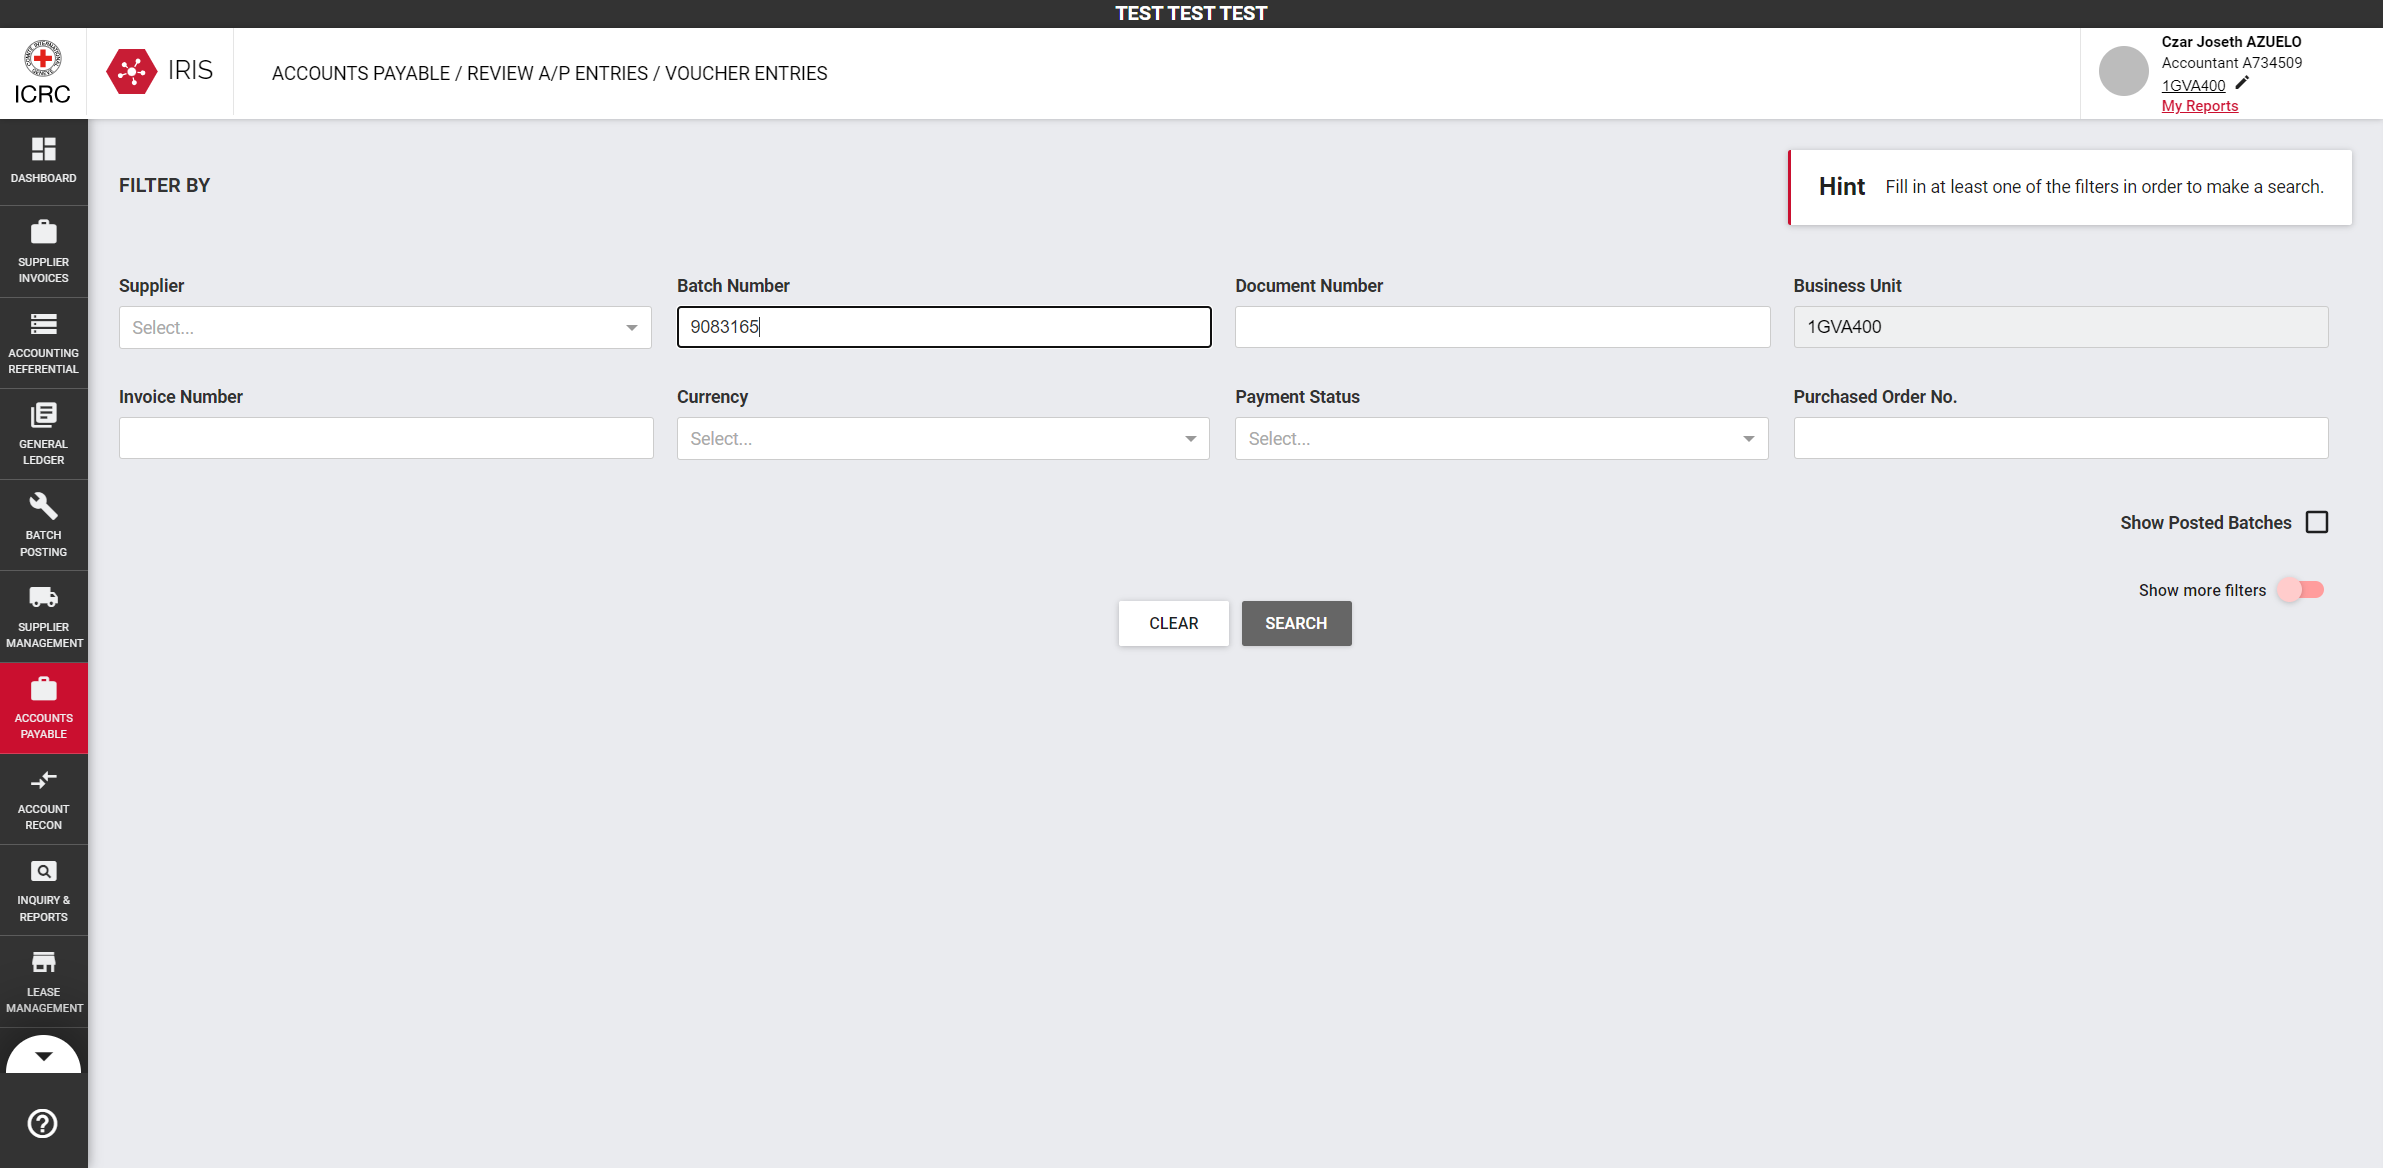 TEST TEST TEST
ICRC
IRIS
ACCOUNTS PAYABLE / REVIEW A/P ENTRIES / VOUCHER ENTRIES
Czar Joseth AZUELO
Accountant A734509
1GVA400
My Reports
DASHBOARD
SUPPLIER
INVOICES
ACCOUNTING
REFERENTIAL
GENERAL
LEDGER
BATCH
POSTING
SUPPLIER
MANAGEMENT
ACCOUNTS
PAYABLE
ACCOUNT
RECON
INQUIRY &
REPORTS
LEASE
MANAGEMENT
FILTER BY
Hint Fill in at least one of the filters in order to make a search.
Supplier
Select...
Batch Number
9083165
Document Number
Business Unit
1GVA400
Invoice Number
Currency
Select...
Payment Status
Select...
Purchased Order No.
Show Posted Batches
Show more filters
CLEAR
SEARCH